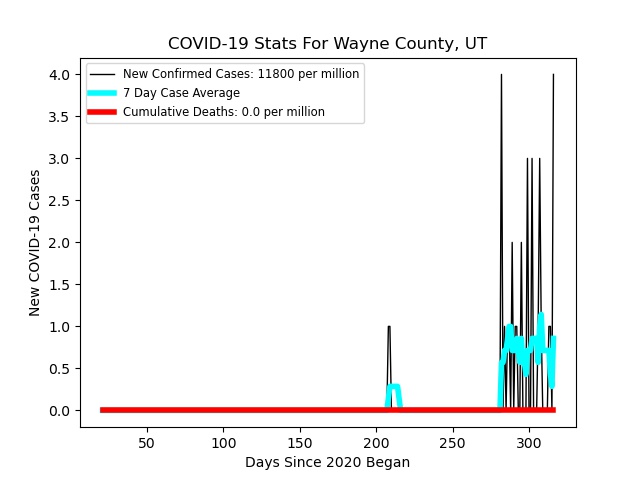 COVID-19 Stats For Wayne County, UT
New Confirmed Cases: 11800 per million
7 Day Case Average
Cumulative Deaths: 0.0 per million
4.0
3.5
3.0
2.5
2.0
1.5
1.0
0.5
0.0
New COVID-19 Cases
50 100 150 200 250 300
Days Since 2020 Began